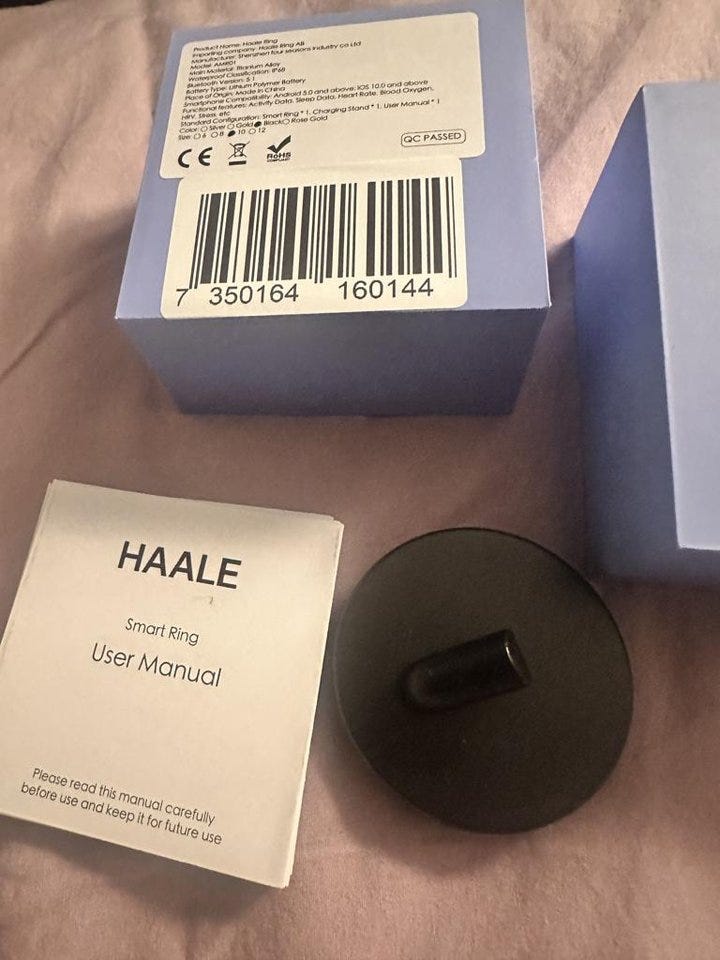 Product Name: Haale Ring
Importing company: Haale Ring AB
Manufacturer: Shenzhen four seasons industry co Ltd
Model: AMR01
Main Material: Titanium Alloy
Waterproof Classification: IP68
Bluetooth Version: 5.1
Battery Type: Lithium Polymer Battery
Place of Origin: Made in China
Smartphone Compatibility: Android 5.0 and above, IOS 10.0 and above
Functional features: Activity Data, Sleep Data, Heart Rate, Blood Oxygen,
HRV, Stress, etc
Standard Configuration: Smart Ring * 1, Charging Stand * 1, User Manual * 1
Color: ○ Silver ○ Gold ● Black ○ Rose Gold
Size: ○ 6 ○ 8 ● 10 ○ 12
CE
RoHS
COMPLIANT
QC PASSED
7 350164 160144
HAALE
Smart Ring
User Manual
Please read this manual carefully
before use and keep it for future use